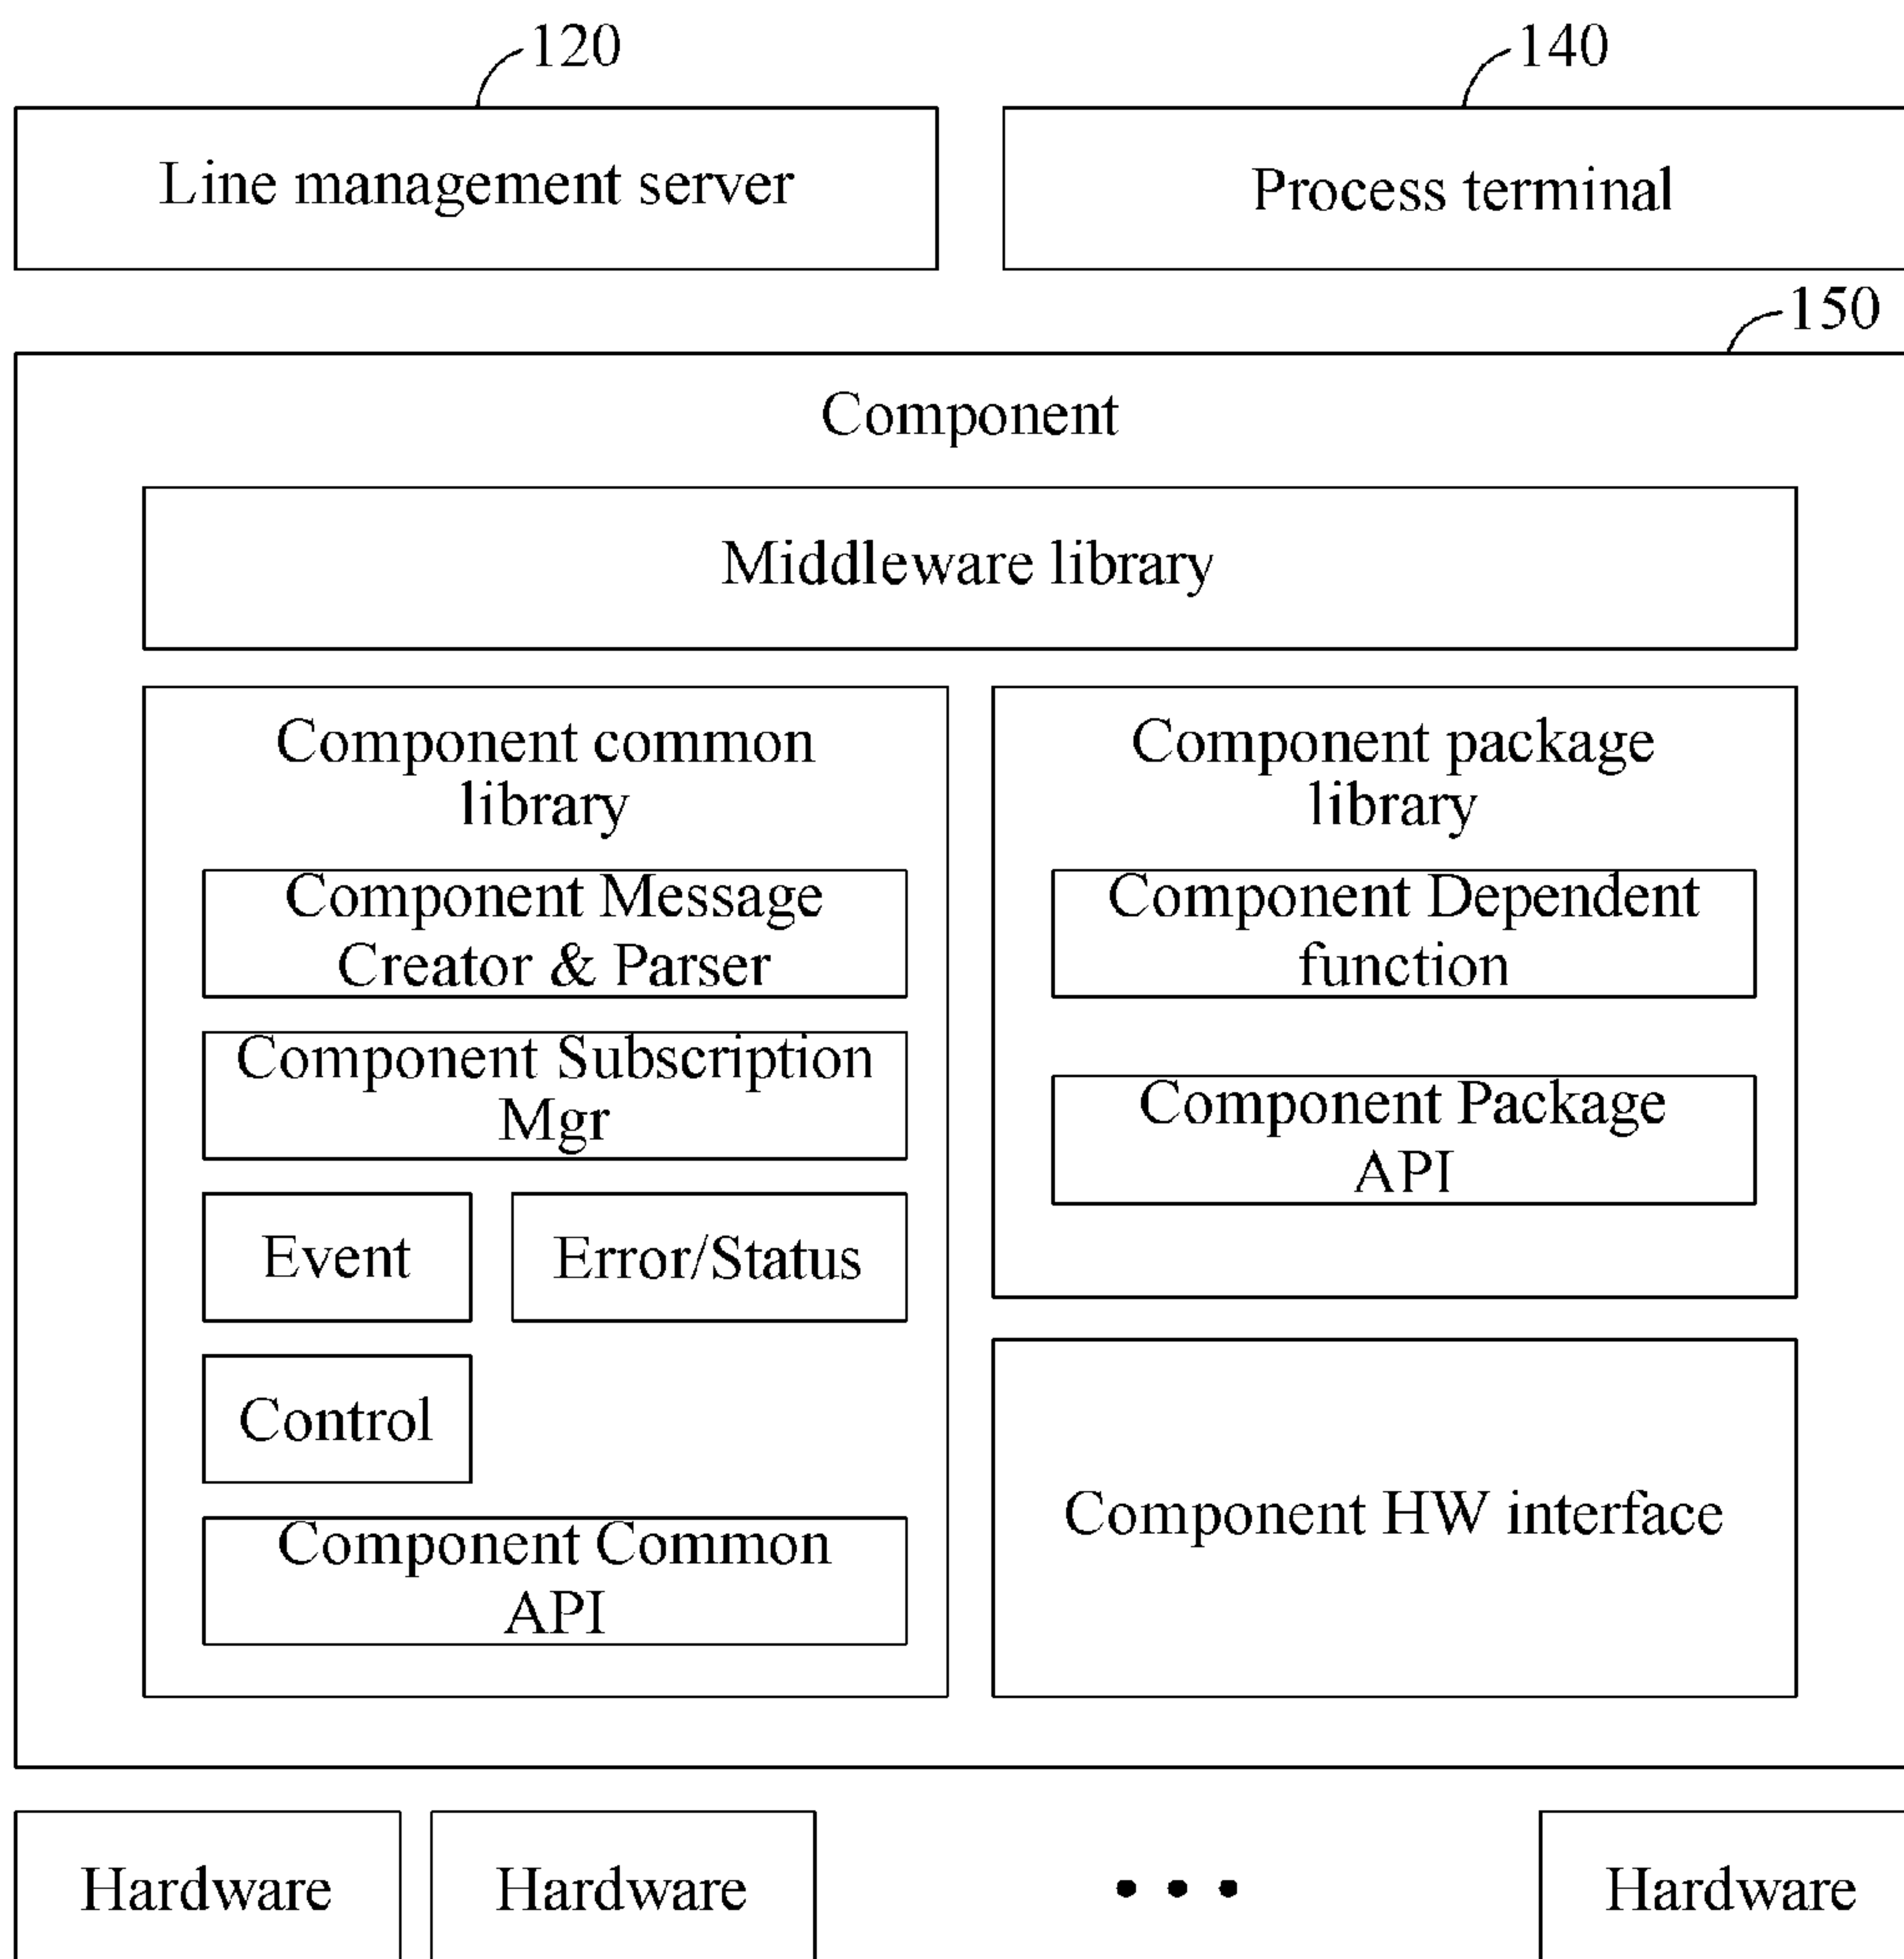 120
140
Line management server
Process terminal
150
Component
Middleware library
Component common
library
Component Message
Creator & Parser
Component Subscription
Mgr
Event
Error/Status
Control
Component Common
API
Component package
library
Component Dependent
function
Component Package
API
Component HW interface
Hardware
Hardware
• • •
Hardware